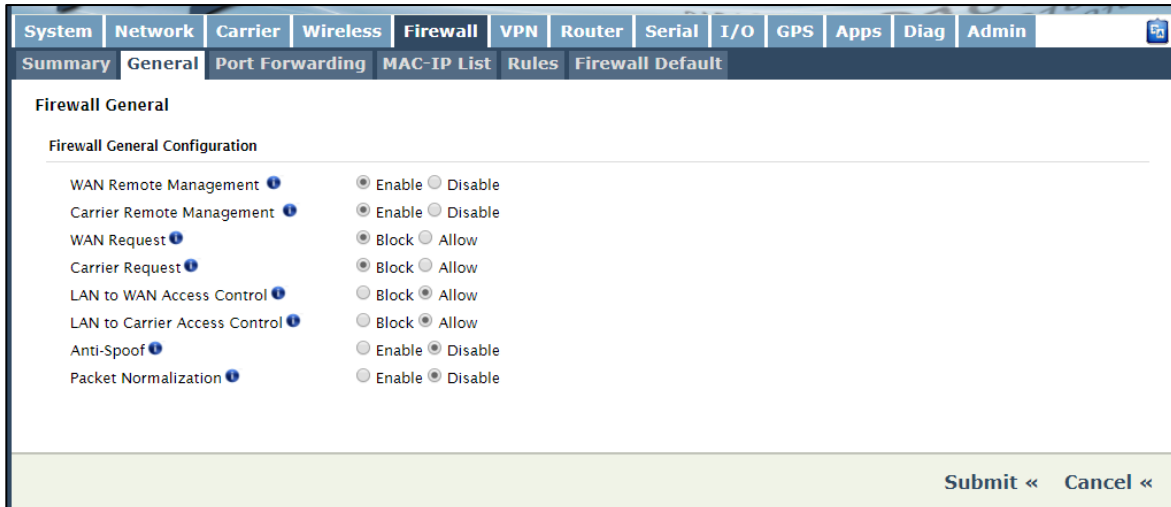 System Network Carrier Wireless Firewall VPN Router Serial I/O GPS Apps Diag Admin
Summary General Port Forwarding MAC-IP List Rules Firewall Default
Firewall General
Firewall General Configuration
WAN Remote Management Enable Disable
Carrier Remote Management Enable Disable
WAN Request Block Allow
Carrier Request Block Allow
LAN to WAN Access Control Block Allow
LAN to Carrier Access Control Block Allow
Anti-Spoof Enable Disable
Packet Normalization Enable Disable
Submit « Cancel «